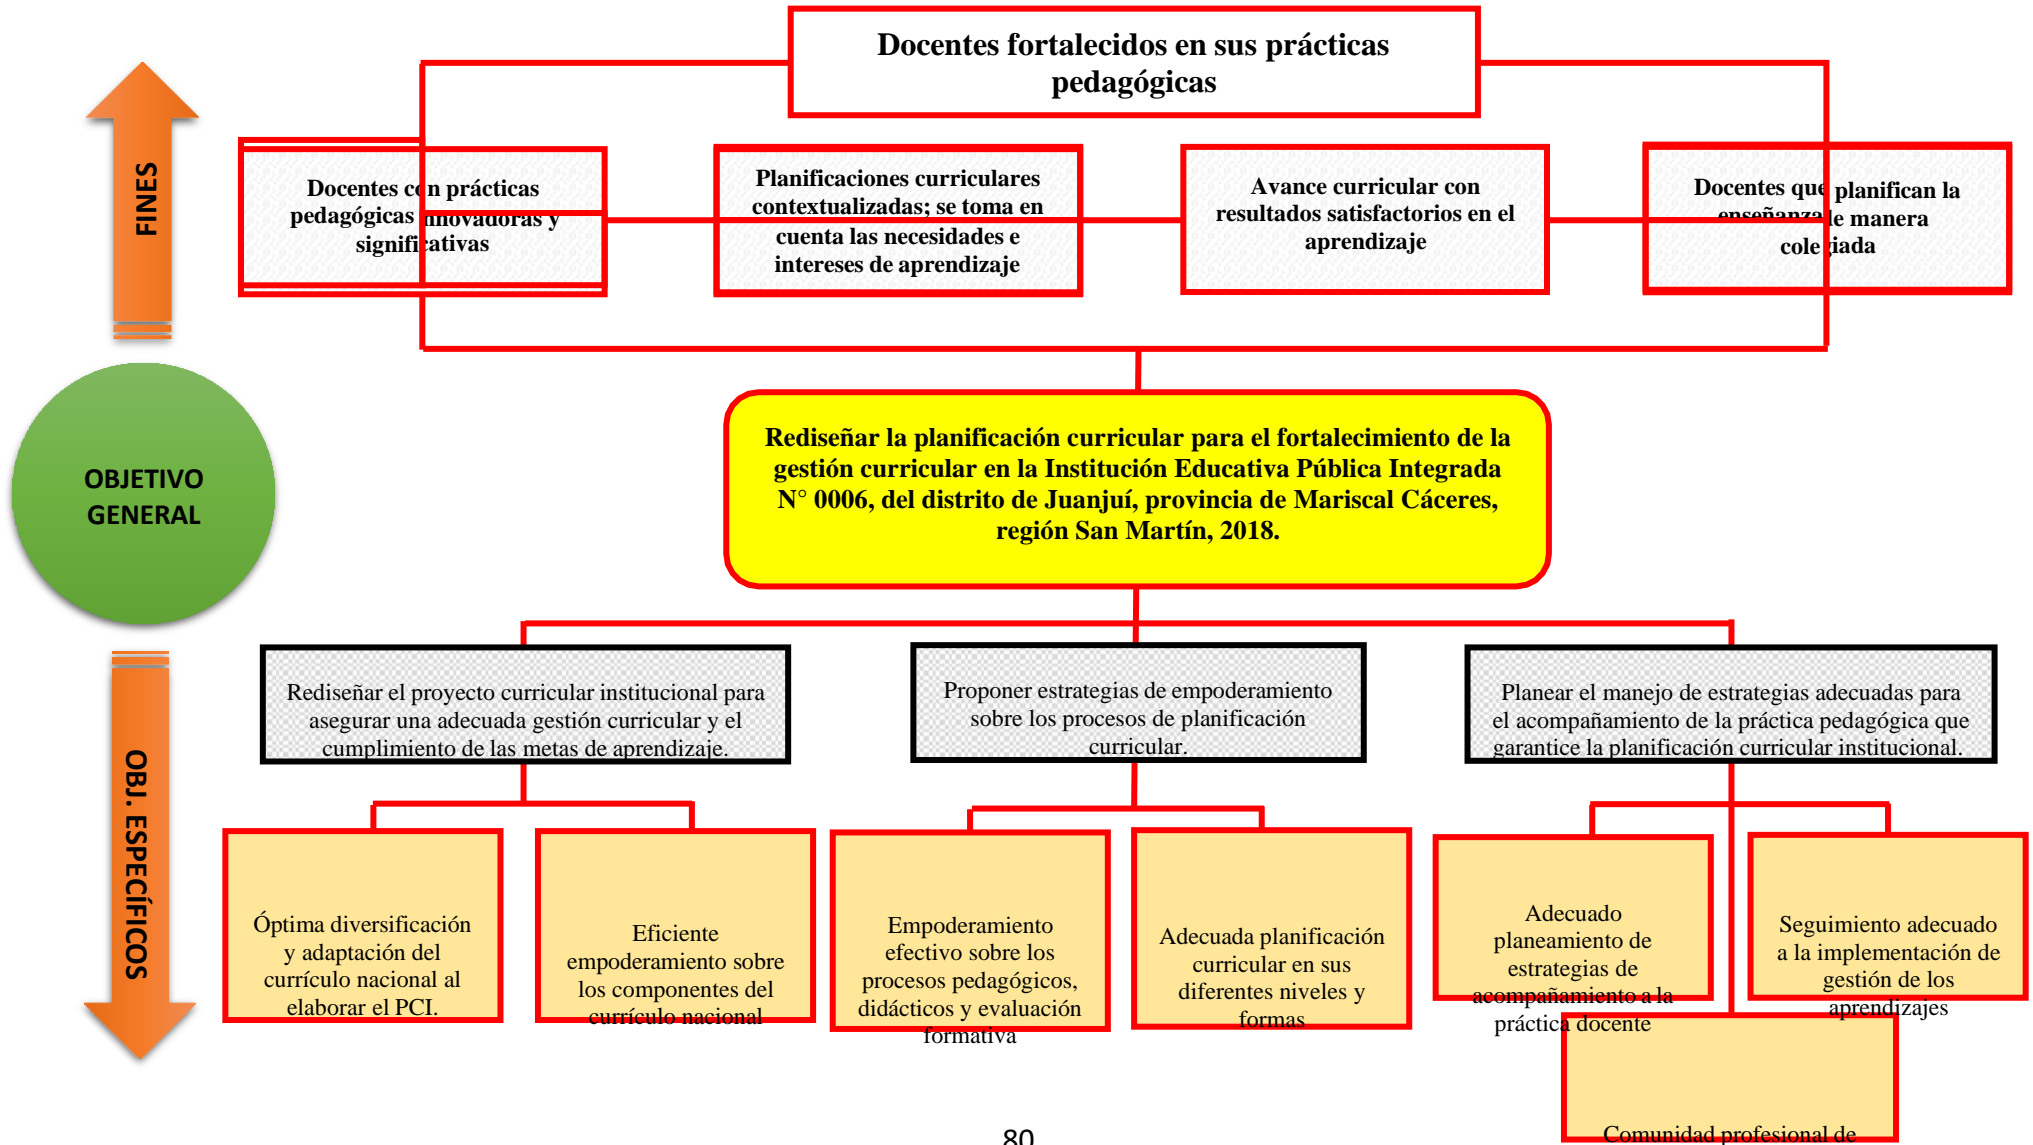 Docentes fortalecidos en sus prácticas
pedagógicas
FINES
Docentes con prácticas
pedagógicas innovadoras y
significativas
Planificaciones curriculares
contextualizadas; se toma en
cuenta las necesidades e
intereses de aprendizaje
Avance curricular con
resultados satisfactorios en el
aprendizaje
Docentes que planifican la
enseñanza de manera
colegiada
OBJETIVO
GENERAL
Rediseñar la planificación curricular para el fortalecimiento de la
gestión curricular en la Institución Educativa Pública Integrada
N° 0006, del distrito de Juanjuí, provincia de Mariscal Cáceres,
región San Martín, 2018.
OBJ. ESPECÍFICOS
Rediseñar el proyecto curricular institucional para
asegurar una adecuada gestión curricular y el
cumplimiento de las metas de aprendizaje.
Proponer estrategias de empoderamiento
sobre los procesos de planificación
curricular.
Planear el manejo de estrategias adecuadas para
el acompañamiento de la práctica pedagógica que
garantice la planificación curricular institucional.
Óptima diversificación
y adaptación del
currículo nacional al
elaborar el PCI.
Eficiente
empoderamiento sobre
los componentes del
currículo nacional
Empoderamiento
efectivo sobre los
procesos pedagógicos,
didácticos y evaluación
formativa
Adecuada planificación
curricular en sus
diferentes niveles y
formas
Adecuado
planeamiento de
estrategias de
acompañamiento a la
práctica docente
Seguimiento adecuado
a la implementación de
gestión de los
aprendizajes
Comunidad profesional de
80